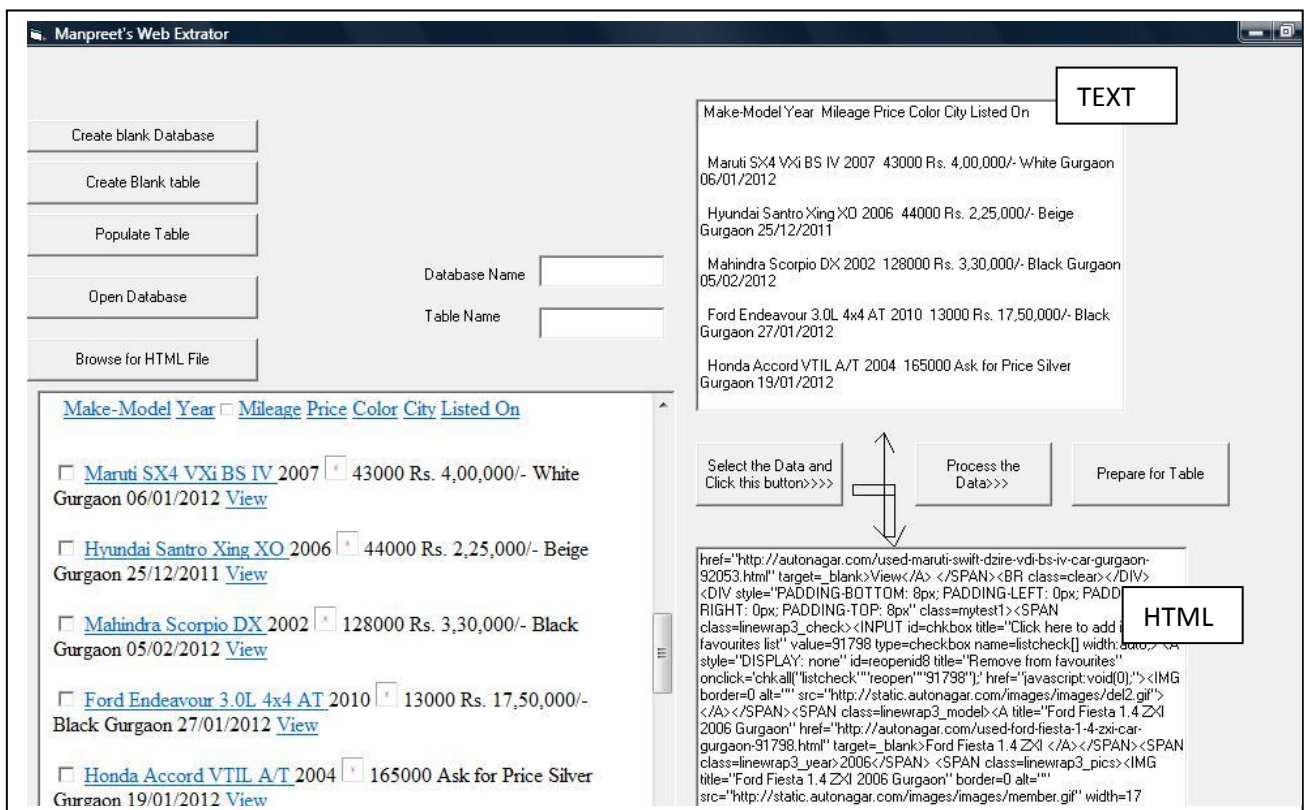 Manpreet's Web Extrator
Create blank Database
Create Blank table
Populate Table
Open Database
Browse for HTML File
Database Name
Table Name
TEXT
Make-Model Year Mileage Price Color City Listed On
Maruti SX4 VXi BS IV 2007 43000 Rs. 4,00,000/- White Gurgaon
06/01/2012
Hyundai Santro Xing XO 2006 44000 Rs. 2,25,000/- Beige
Gurgaon 25/12/2011
Mahindra Scorpio DX 2002 128000 Rs. 3,30,000/- Black Gurgaon
05/02/2012
Ford Endeavour 3.0L 4x4 AT 2010 13000 Rs. 17,50,000/- Black
Gurgaon 27/01/2012
Honda Accord VTIL A/T 2004 165000 Ask for Price Silver
Gurgaon 19/01/2012
Make-Model Year Mileage Price Color City Listed On
Maruti SX4 VXi BS IV 2007 43000 Rs. 4,00,000/- White
Gurgaon 06/01/2012 View
Hyundai Santro Xing XO 2006 44000 Rs. 2,25,000/- Beige
Gurgaon 25/12/2011 View
Mahindra Scorpio DX 2002 128000 Rs. 3,30,000/- Black
Gurgaon 05/02/2012 View
Ford Endeavour 3.0L 4x4 AT 2010 13000 Rs. 17,50,000/-
Black Gurgaon 27/01/2012 View
Honda Accord VTIL A/T 2004 165000 Ask for Price Silver
Gurgaon 19/01/2012 View
Select the Data and
Click this button>>>>
Process the
Data>>>
Prepare for Table
HTML
href="http://autonagar.com/used-maruti-swift-dzire-vdi-bs-iv-car-gurgaon-
92053.html" target=_blank>View</A> </SPAN><BR class=clear></DIV>
<DIV style="PADDING-BOTTOM: 8px; PADDING-LEFT: 0px;
RIGHT: 0px; PADDING-TOP: 8px" class=mytest1><SPAN
class=linewrap3_check><INPUT id=chkbox title="Click here to add
favourites list" value=91798 type=checkbox name=listcheck[]
style="DISPLAY: none" id=reopenid8 title="Remove from favourites"
onclick='chkall("listcheck""reopen""91798");' href="javascript:void(0);"><IMG
border=0 alt="" src="http://static.autonagar.com/images/images/del2.gif">
</A></SPAN><SPAN class=linewrap3_model><A title="Ford Fiesta 1.4 ZXI
2006 Gurgaon" href="http://autonagar.com/used-ford-fiesta-1-4-zxi-car-
gurgaon-91798.html" target=_blank>Ford Fiesta 1.4 ZXI </A></SPAN><SPAN
class=linewrap3_year>2006</SPAN> <SPAN class=linewrap3_pics><IMG
title="Ford Fiesta 1.4 ZXI 2006 Gurgaon" border=0 alt=""
src="http://static.autonagar.com/images/images/member.gif" width=17